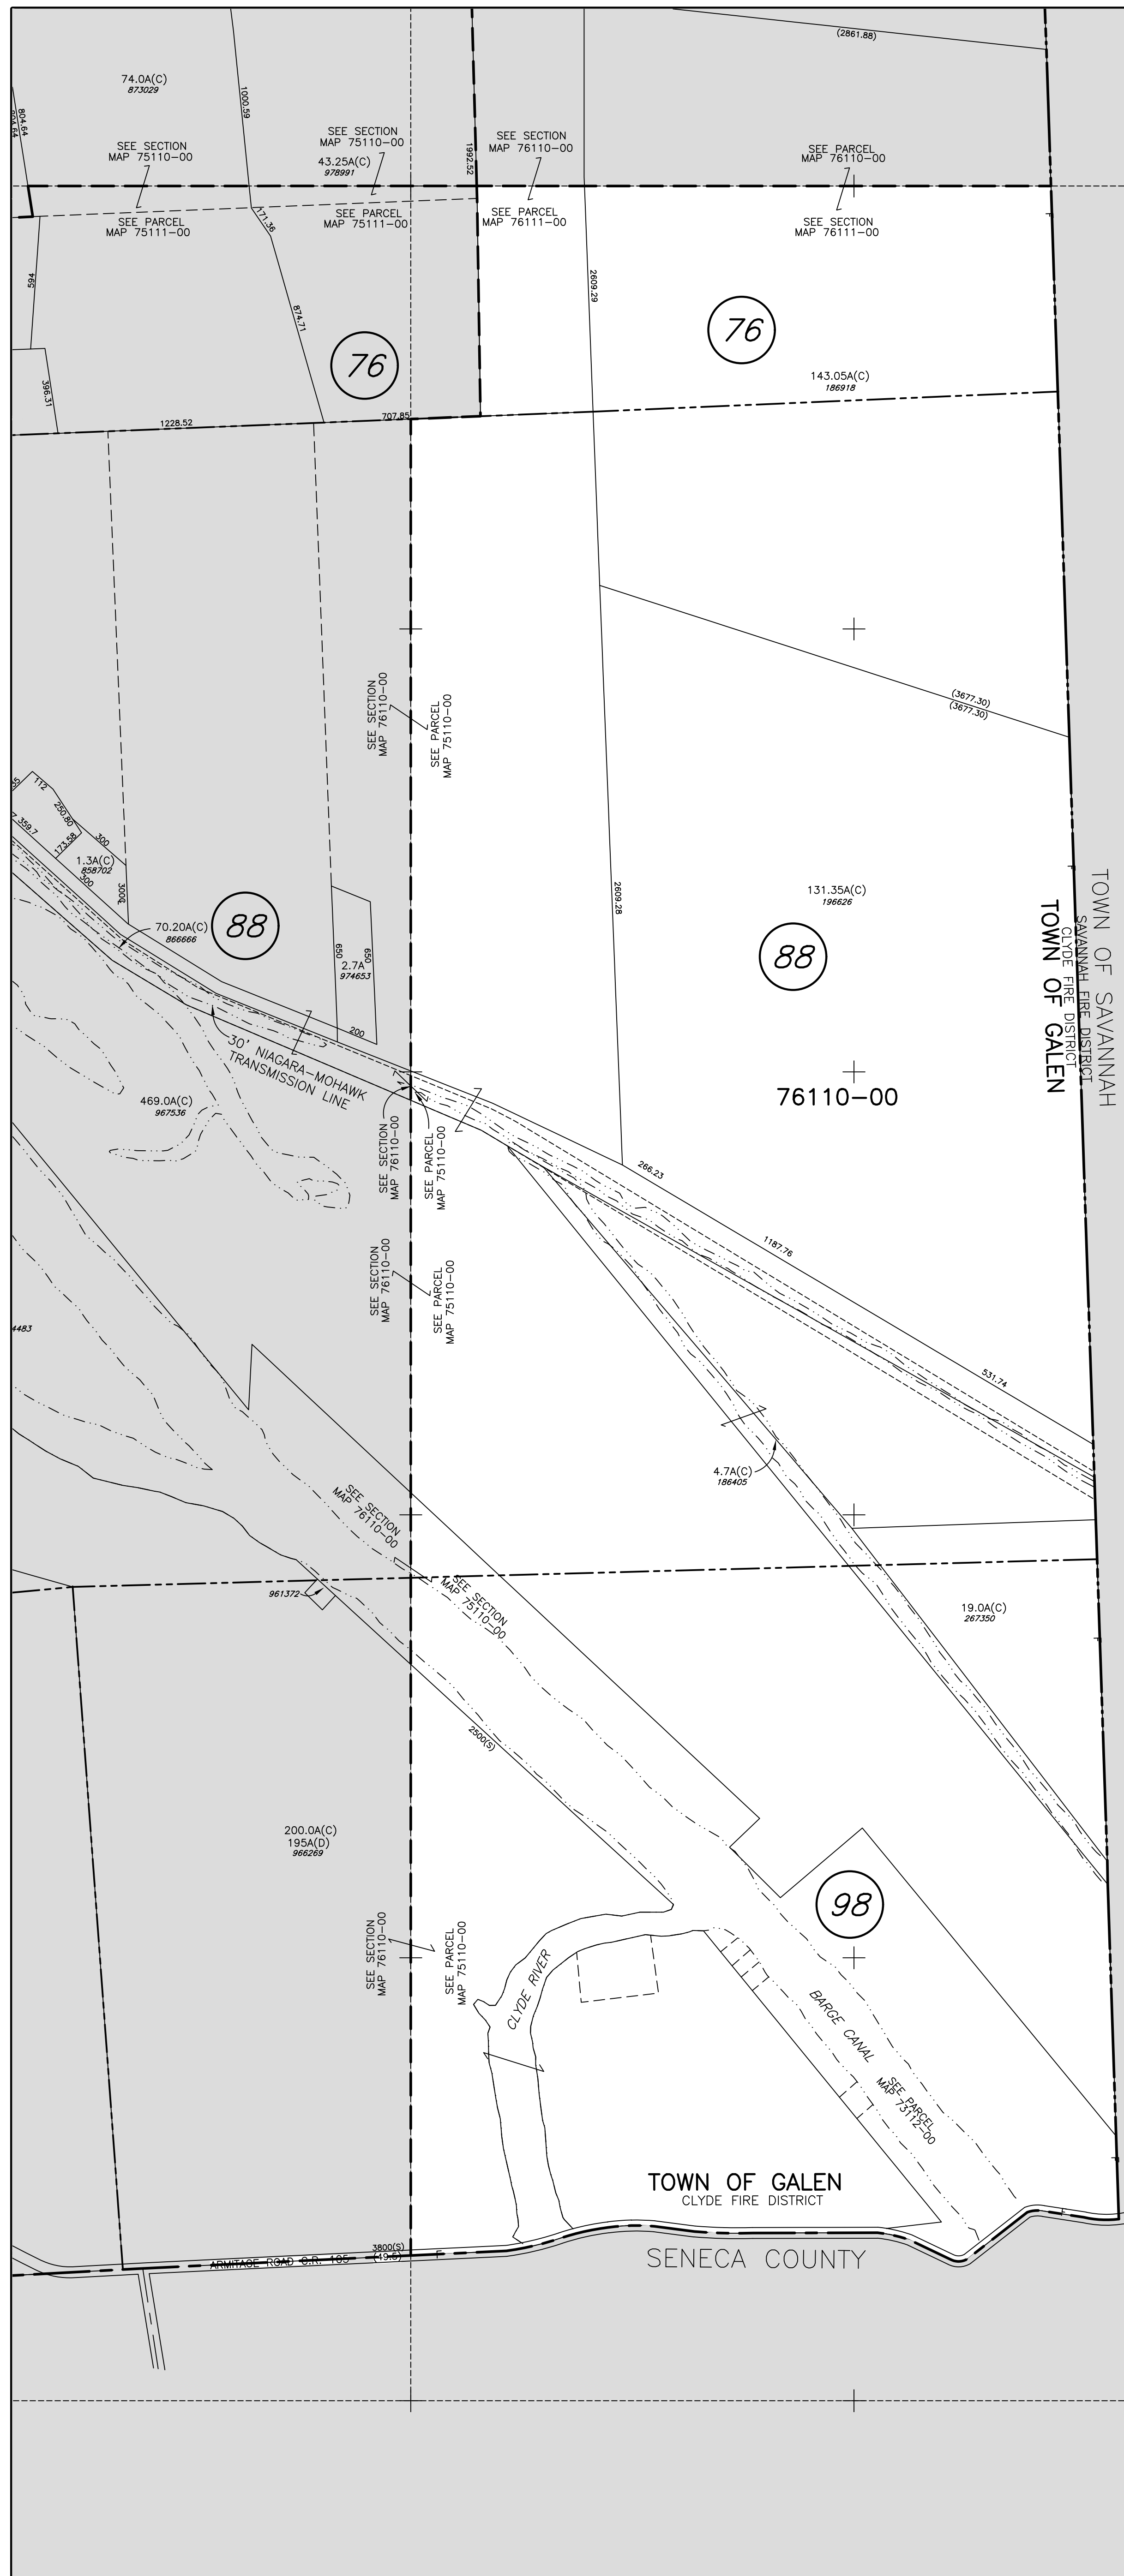 (2861.88)
74.0A(C)
873029
804.64
804.64
1000.59
1992.52
SEE SECTION
MAP 75110-00
SEE SECTION
MAP 75110-00
43.25A(C)
978991
SEE SECTION
MAP 76110-00
SEE PARCEL
MAP 76110-00
SEE PARCEL
MAP 75111-00
SEE PARCEL
MAP 75111-00
SEE PARCEL
MAP 76111-00
SEE SECTION
MAP 76111-00
171.36
594
2609.29
874.71
76
76
396.31
143.05A(C)
186918
1228.52
707.85
SEE SECTION
MAP 76110-00
SEE PARCEL
MAP 75110-00
(3677.30)
(3677.30)
112
250.80
359.7
173.58
300
1.3A(C)
858702
300
300S
70.20A(C)
866666
88
650
650
2.7A
974653
200
2609.28
131.35A(C)
196626
88
76110-00
TOWN OF SAVANNAH
SAVANNAH FIRE DISTRICT
CLYDE FIRE DISTRICT
TOWN OF GALEN
30' NIAGARA-MOHAWK
TRANSMISSION LINE
469.0A(C)
967536
SEE SECTION
MAP 76110-00
SEE PARCEL
MAP 75110-00
266.23
1187.76
SEE SECTION
MAP 76110-00
SEE PARCEL
MAP 75110-00
4483
531.74
4.7A(C)
186405
SEE SECTION
MAP 76110-00
SEE SECTION
MAP 75110-00
961372
19.0A(C)
267350
2500(S)
200.0A(C)
195A(D)
966269
98
SEE SECTION
MAP 76110-00
SEE PARCEL
MAP 75110-00
CLYDE RIVER
BARGE CANAL
SEE PARCEL
MAP 73112-00
TOWN OF GALEN
CLYDE FIRE DISTRICT
3800(S)
(49.5)
ARMITAGE ROAD C.R. 105
SENECA COUNTY